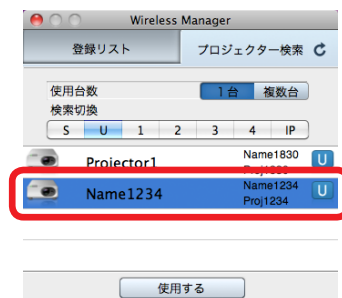 Wireless Manager
登録リスト プロジェクター検索
使用台数 1台 複数台
検索切換
S U 1 2 3 4 IP
Projector1 Name1830 U
Name1234 Name1234 U
Proj1234
使用する